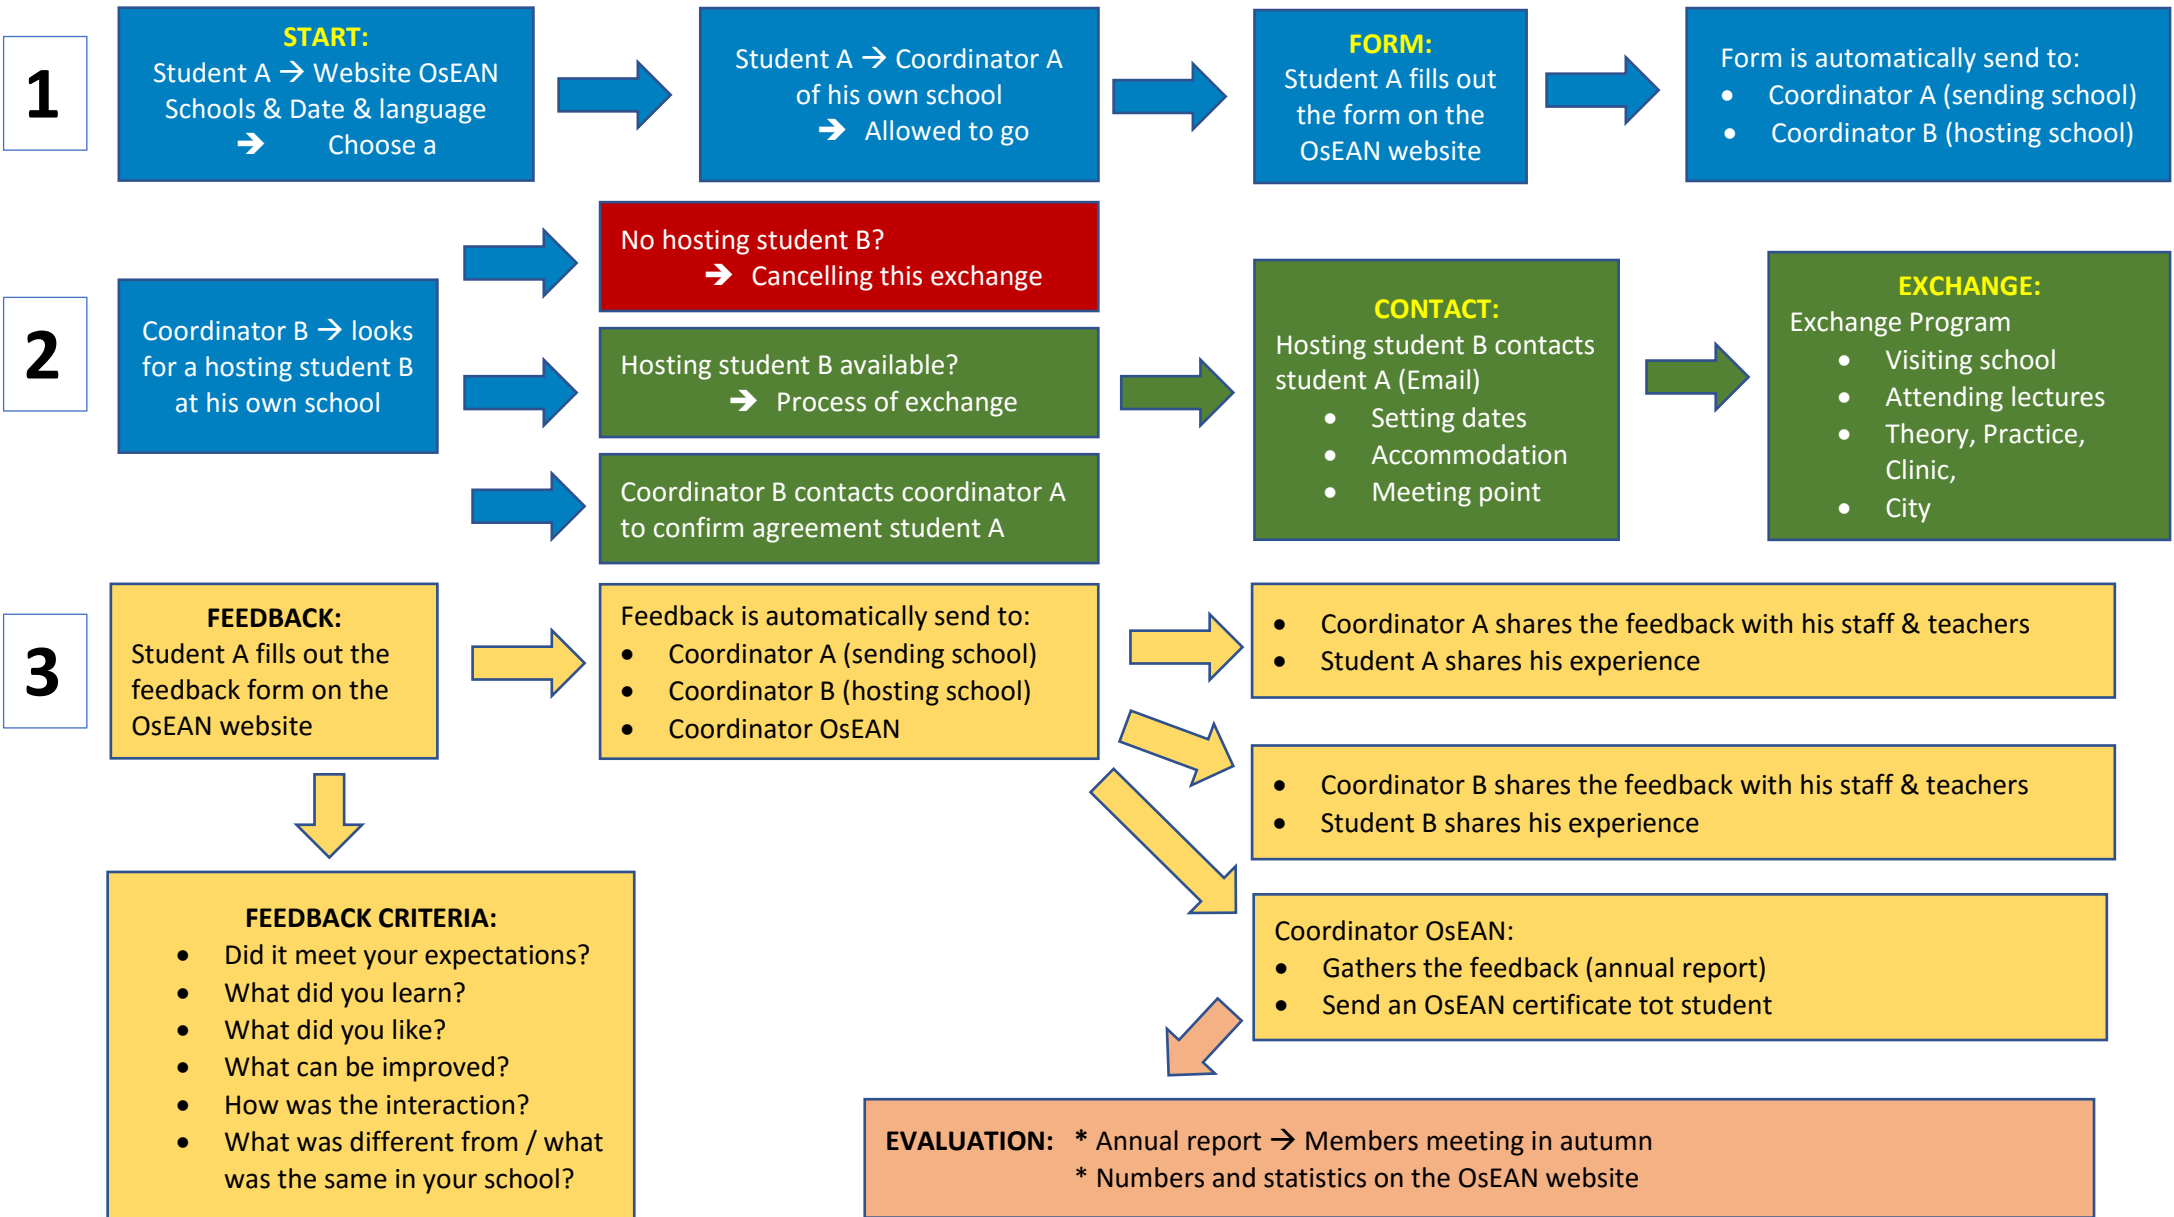 1
START:
Student A → Website OsEAN
Schools & Date & language
➔ Choose a
Student A → Coordinator A
of his own school
➔ Allowed to go
FORM:
Student A fills out
the form on the
OsEAN website
Form is automatically send to:
• Coordinator A (sending school)
• Coordinator B (hosting school)
2
Coordinator B → looks
for a hosting student B
at his own school
No hosting student B?
➔ Cancelling this exchange
Hosting student B available?
➔ Process of exchange
Coordinator B contacts coordinator A
to confirm agreement student A
CONTACT:
Hosting student B contacts
student A (Email)
• Setting dates
• Accommodation
• Meeting point
EXCHANGE:
Exchange Program
• Visiting school
• Attending lectures
• Theory, Practice,
Clinic,
• City
3
FEEDBACK:
Student A fills out the
feedback form on the
OsEAN website
Feedback is automatically send to:
• Coordinator A (sending school)
• Coordinator B (hosting school)
• Coordinator OsEAN
• Coordinator A shares the feedback with his staff & teachers
• Student A shares his experience
• Coordinator B shares the feedback with his staff & teachers
• Student B shares his experience
Coordinator OsEAN:
• Gathers the feedback (annual report)
• Send an OsEAN certificate tot student
FEEDBACK CRITERIA:
• Did it meet your expectations?
• What did you learn?
• What did you like?
• What can be improved?
• How was the interaction?
• What was different from / what
was the same in your school?
EVALUATION: * Annual report → Members meeting in autumn
* Numbers and statistics on the OsEAN website